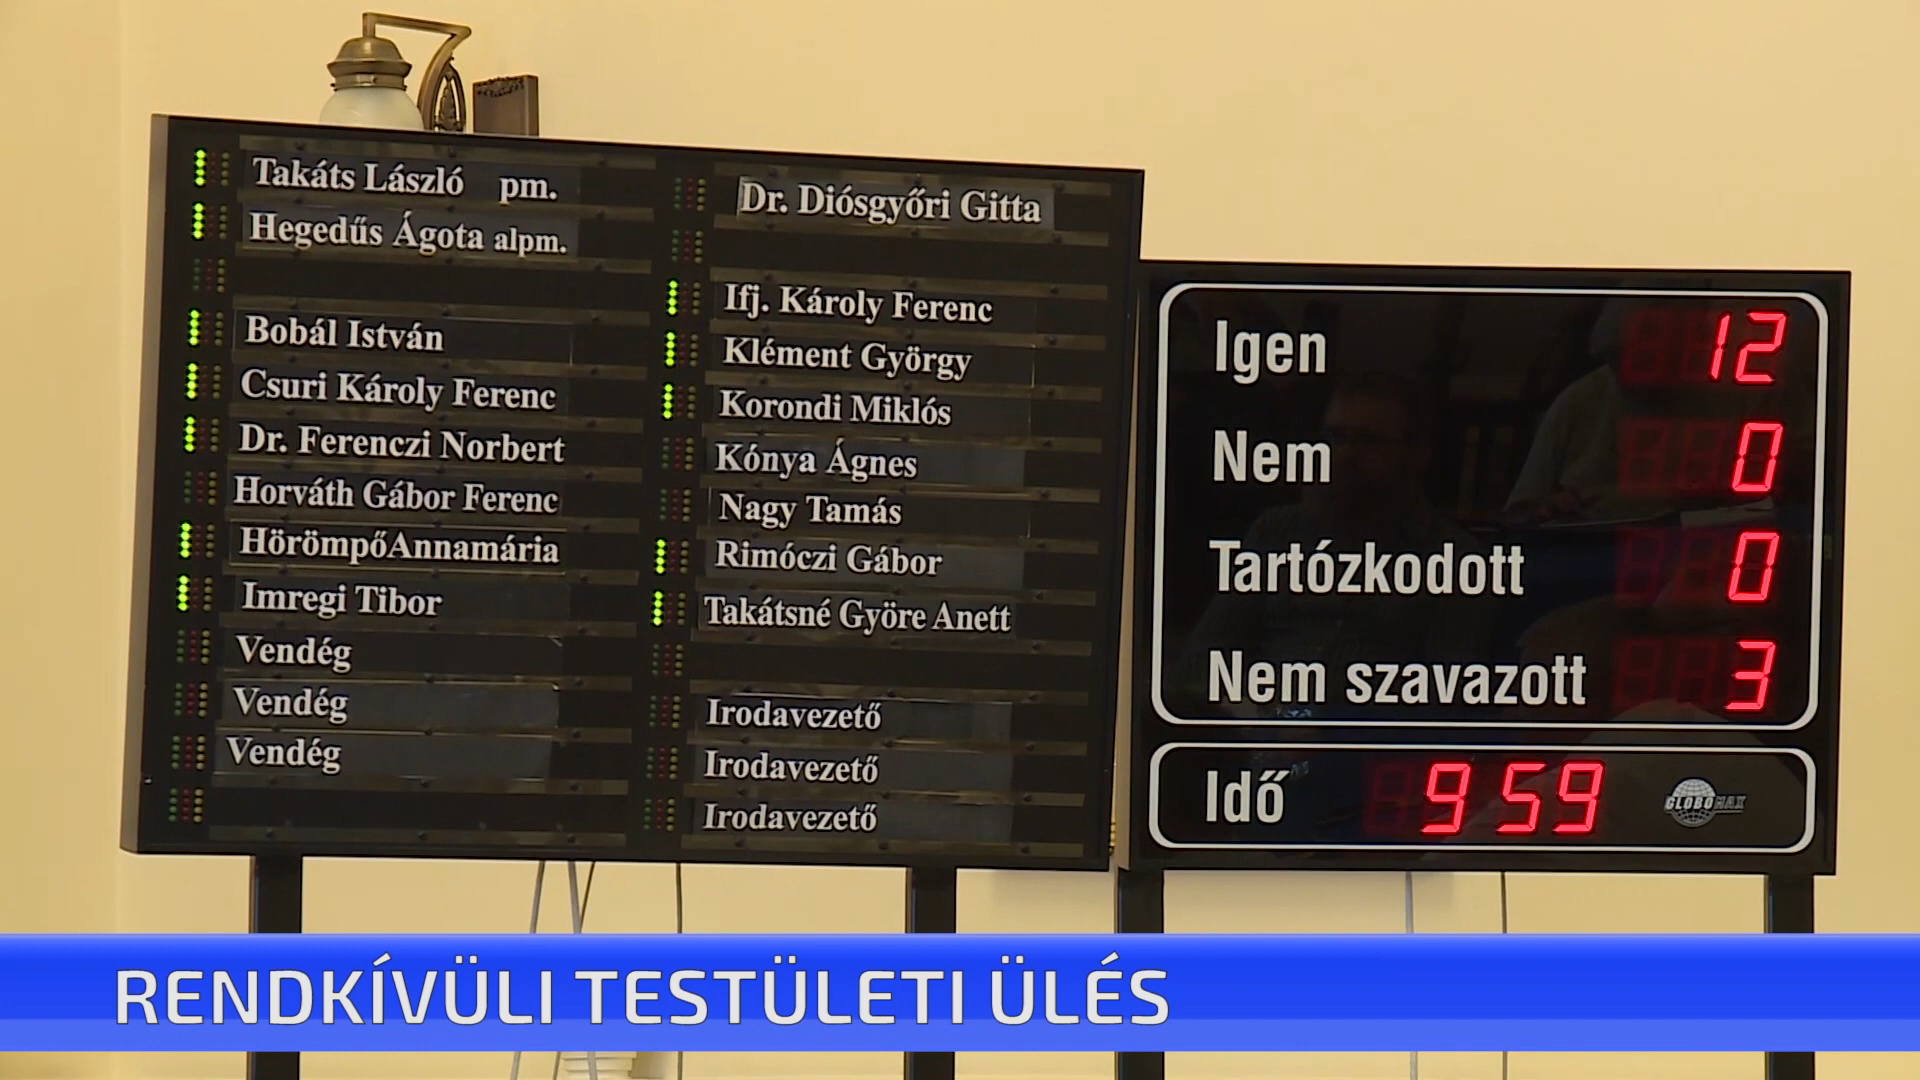 Takáts László pm.
Hegedűs Ágota alpm.
Bobál István
Csuri Károly Ferenc
Dr. Ferenczi Norbert
Horváth Gábor Ferenc
HörömpőAnnamária
Imregi Tibor
Vendég
Vendég
Vendég
Dr. Diósgyőri Gitta
Ifj. Károly Ferenc
Klément György
Korondi Miklós
Kónya Ágnes
Nagy Tamás
Rimóczi Gábor
Takátsné Györe Anett
Irodavezető
Irodavezető
Irodavezető
Igen 12
Nem 0
Tartózkodott 0
Nem szavazott 3
Idő 9 59
GLOBOMAX
RENDKÍVÜLI TESTÜLETI ÜLÉS